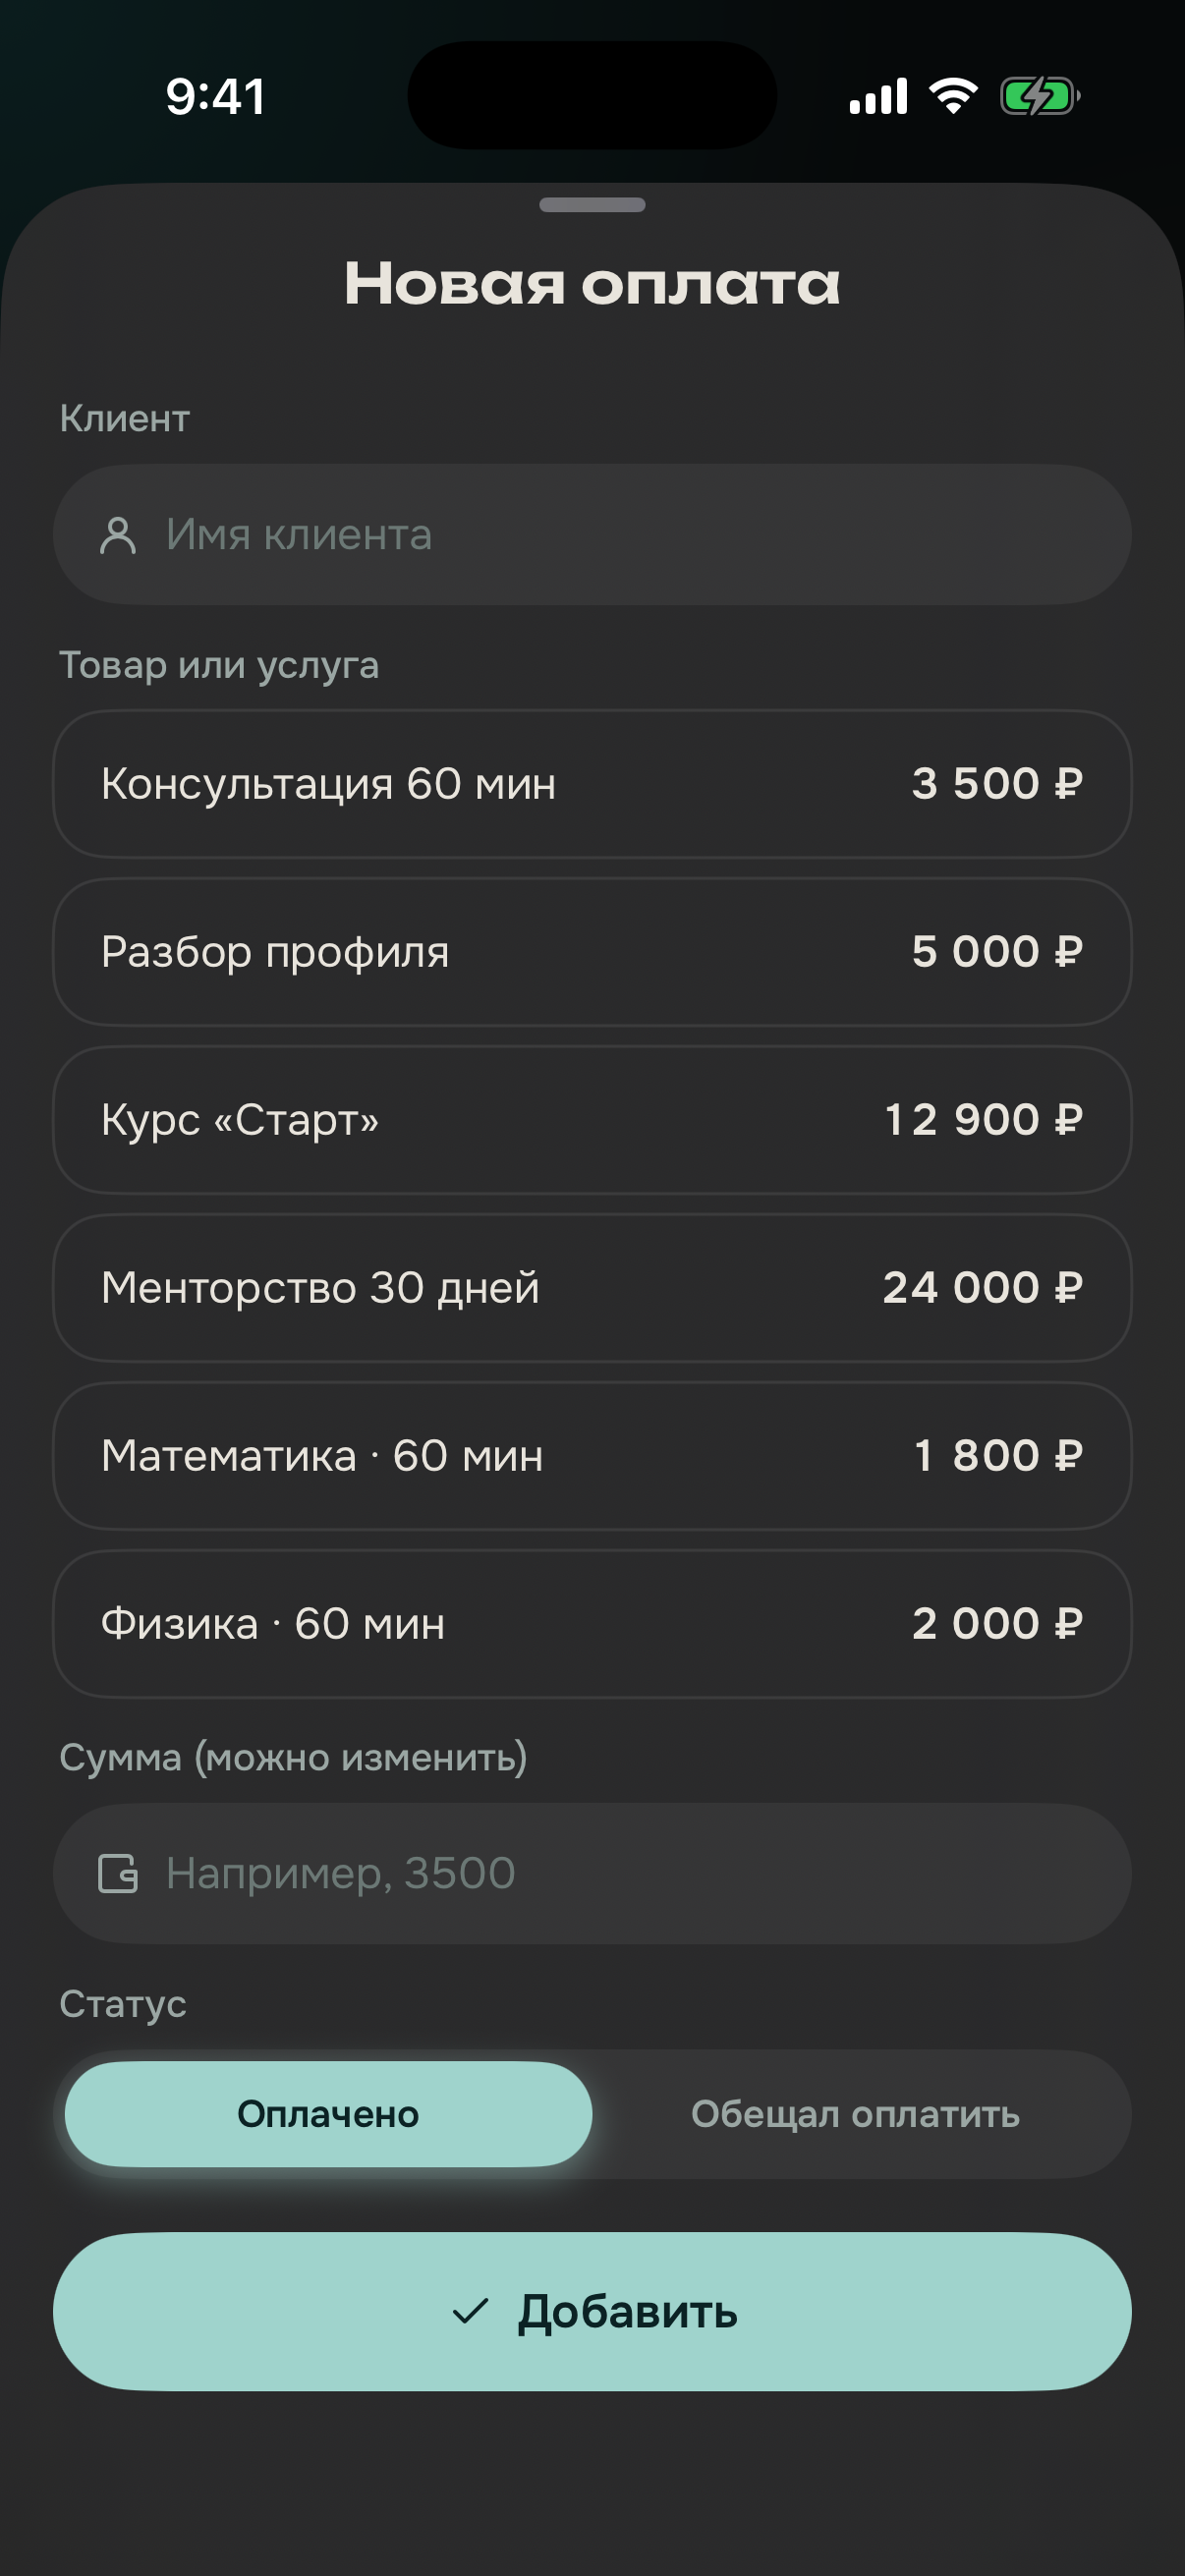 9:41
Новая оплата
Клиент
Имя клиента
Товар или услуга
Консультация 60 мин 3 500 ₽
Разбор профиля 5 000 ₽
Курс «Старт» 12 900 ₽
Менторство 30 дней 24 000 ₽
Математика · 60 мин 1 800 ₽
Физика · 60 мин 2 000 ₽
Сумма (можно изменить)
Например, 3500
Статус
Оплачено Обещал оплатить
Добавить